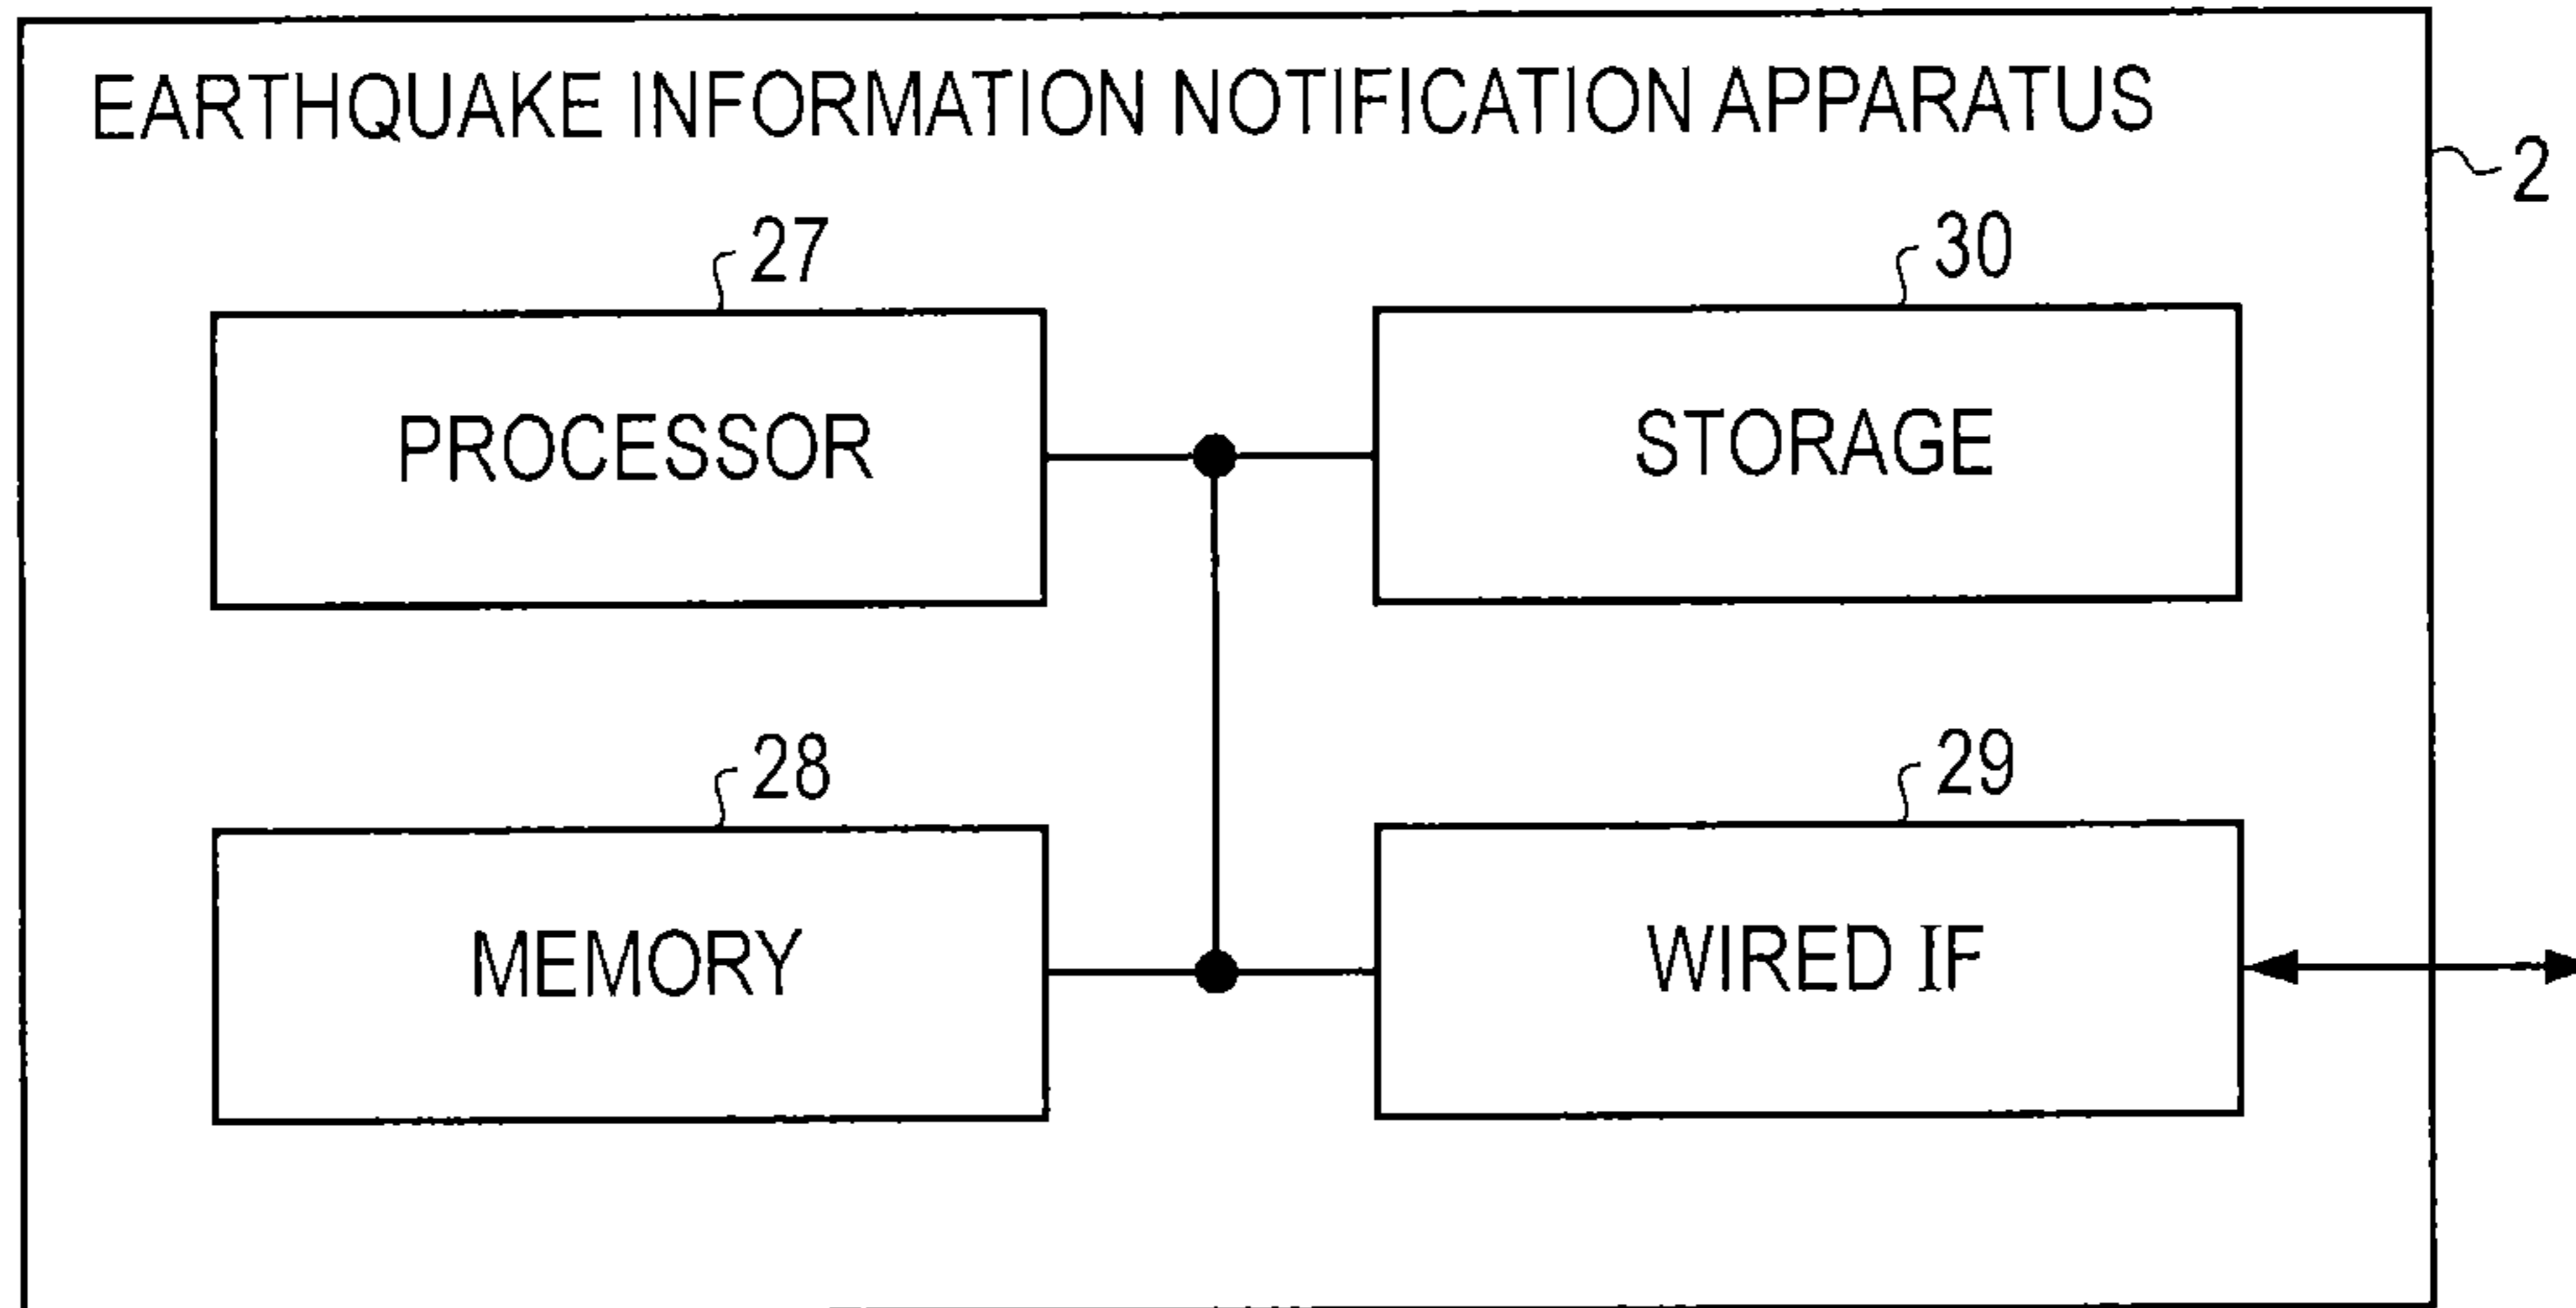 EARTHQUAKE INFORMATION NOTIFICATION APPARATUS
2
27
30
PROCESSOR
STORAGE
28
29
MEMORY
WIRED IF